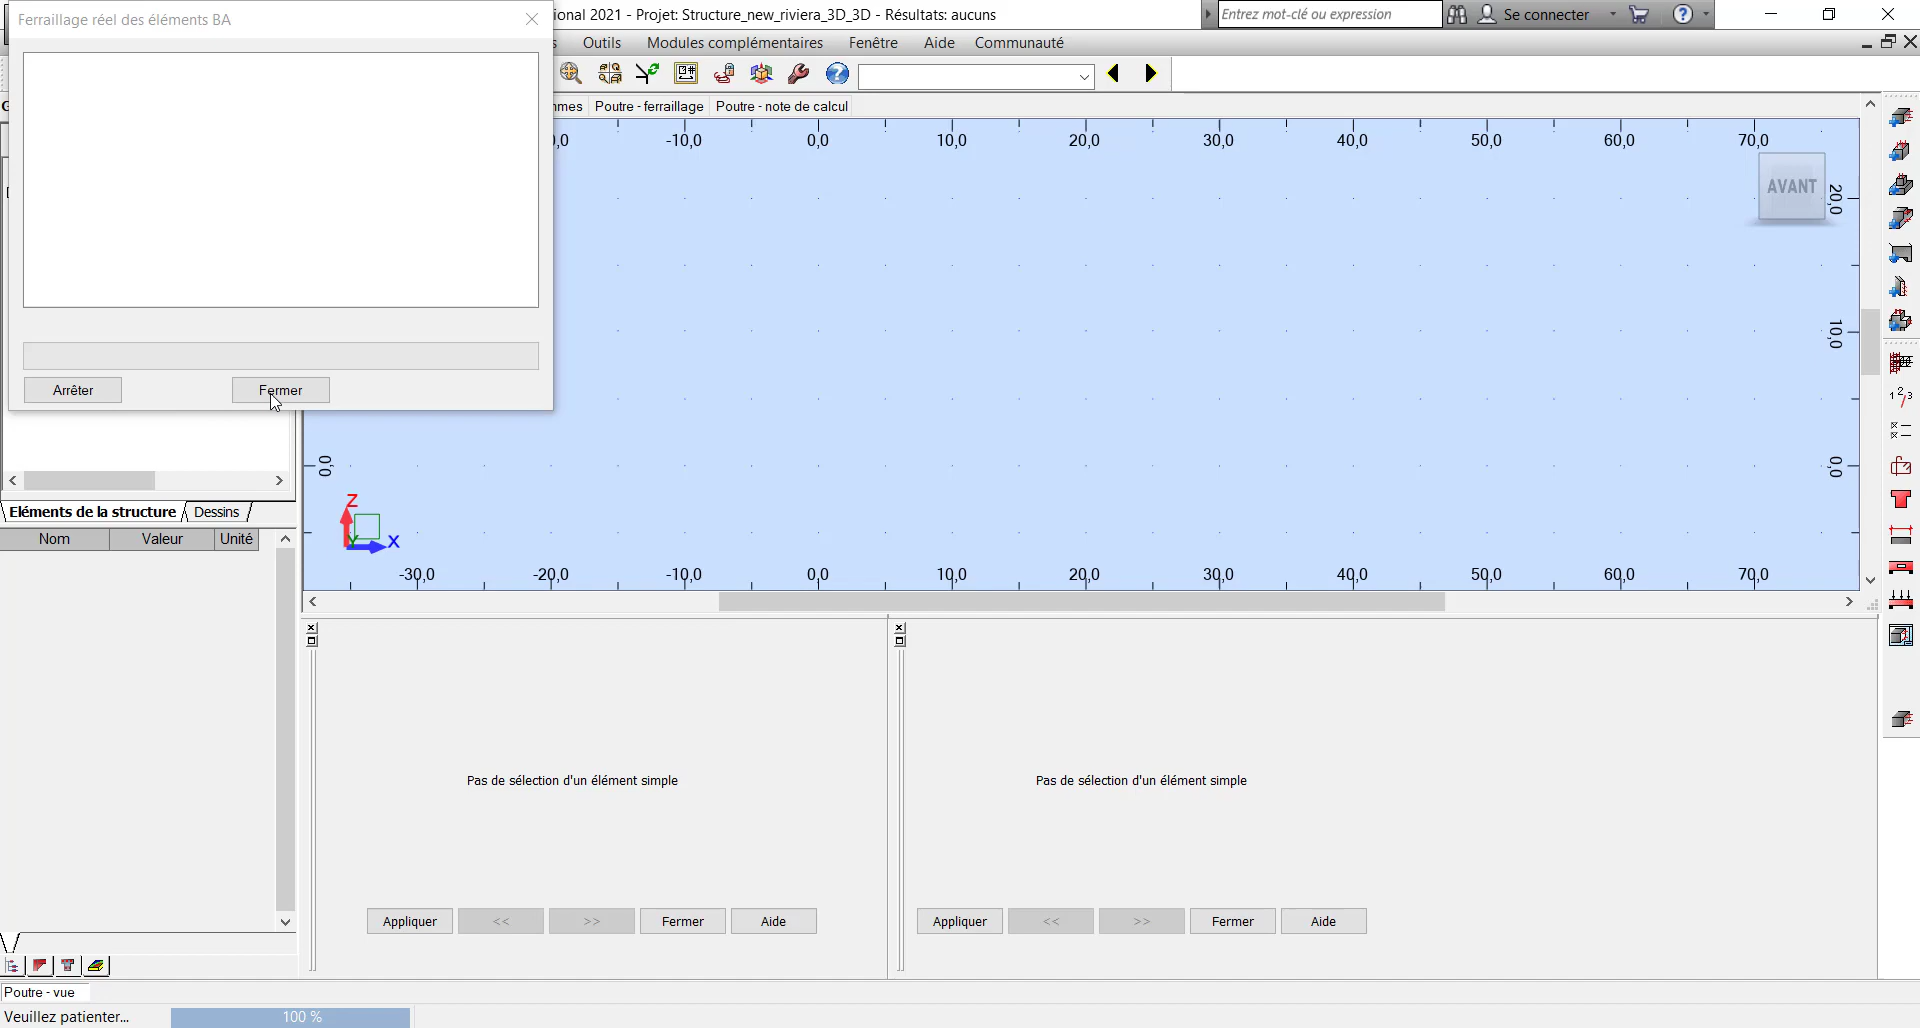 Ferraillage réel des éléments BA
ional 2021 - Projet: Structure_new_riviera_3D_3D - Résultats: aucuns
Entrez mot-clé ou expression
Se connecter
Outils Modules complémentaires Fenêtre Aide Communauté
Poutre - ferraillage Poutre - note de calcul
-10,0 0,0 10,0 20,0 30,0 40,0 50,0 60,0 70,0
AVANT
20,0
10,0
0,0
0,0
Arrêter Fermer
Z
Y
X
-30,0 -20,0 -10,0 0,0 10,0 20,0 30,0 40,0 50,0 60,0 70,0
Eléments de la structure Dessins
Nom Valeur Unité
Pas de sélection d'un élément simple
Pas de sélection d'un élément simple
Appliquer << >> Fermer Aide
Appliquer << >> Fermer Aide
Poutre - vue
Veuillez patienter... 100 %